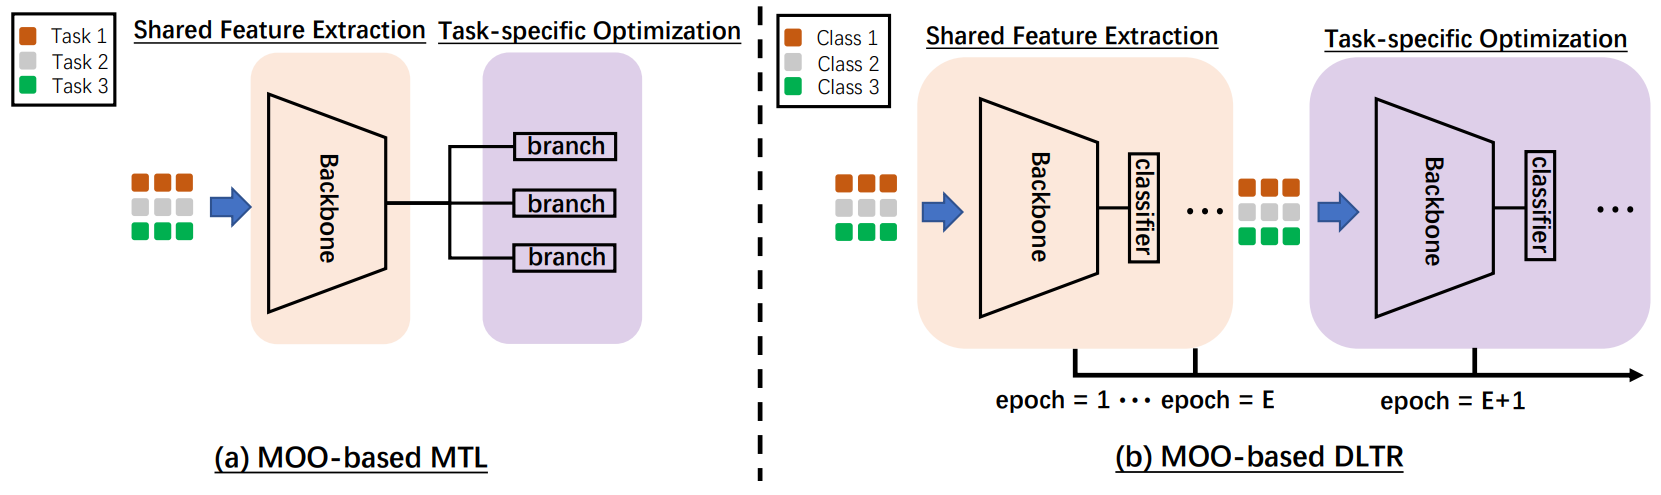 Task 1
Task 2
Task 3
Shared Feature Extraction
Task-specific Optimization
Backbone
branch
branch
branch
(a) MOO-based MTL
Class 1
Class 2
Class 3
Shared Feature Extraction
Task-specific Optimization
Backbone
classifier
...
Backbone
classifier
...
epoch = 1 ··· epoch = E
epoch = E+1
(b) MOO-based DLTR